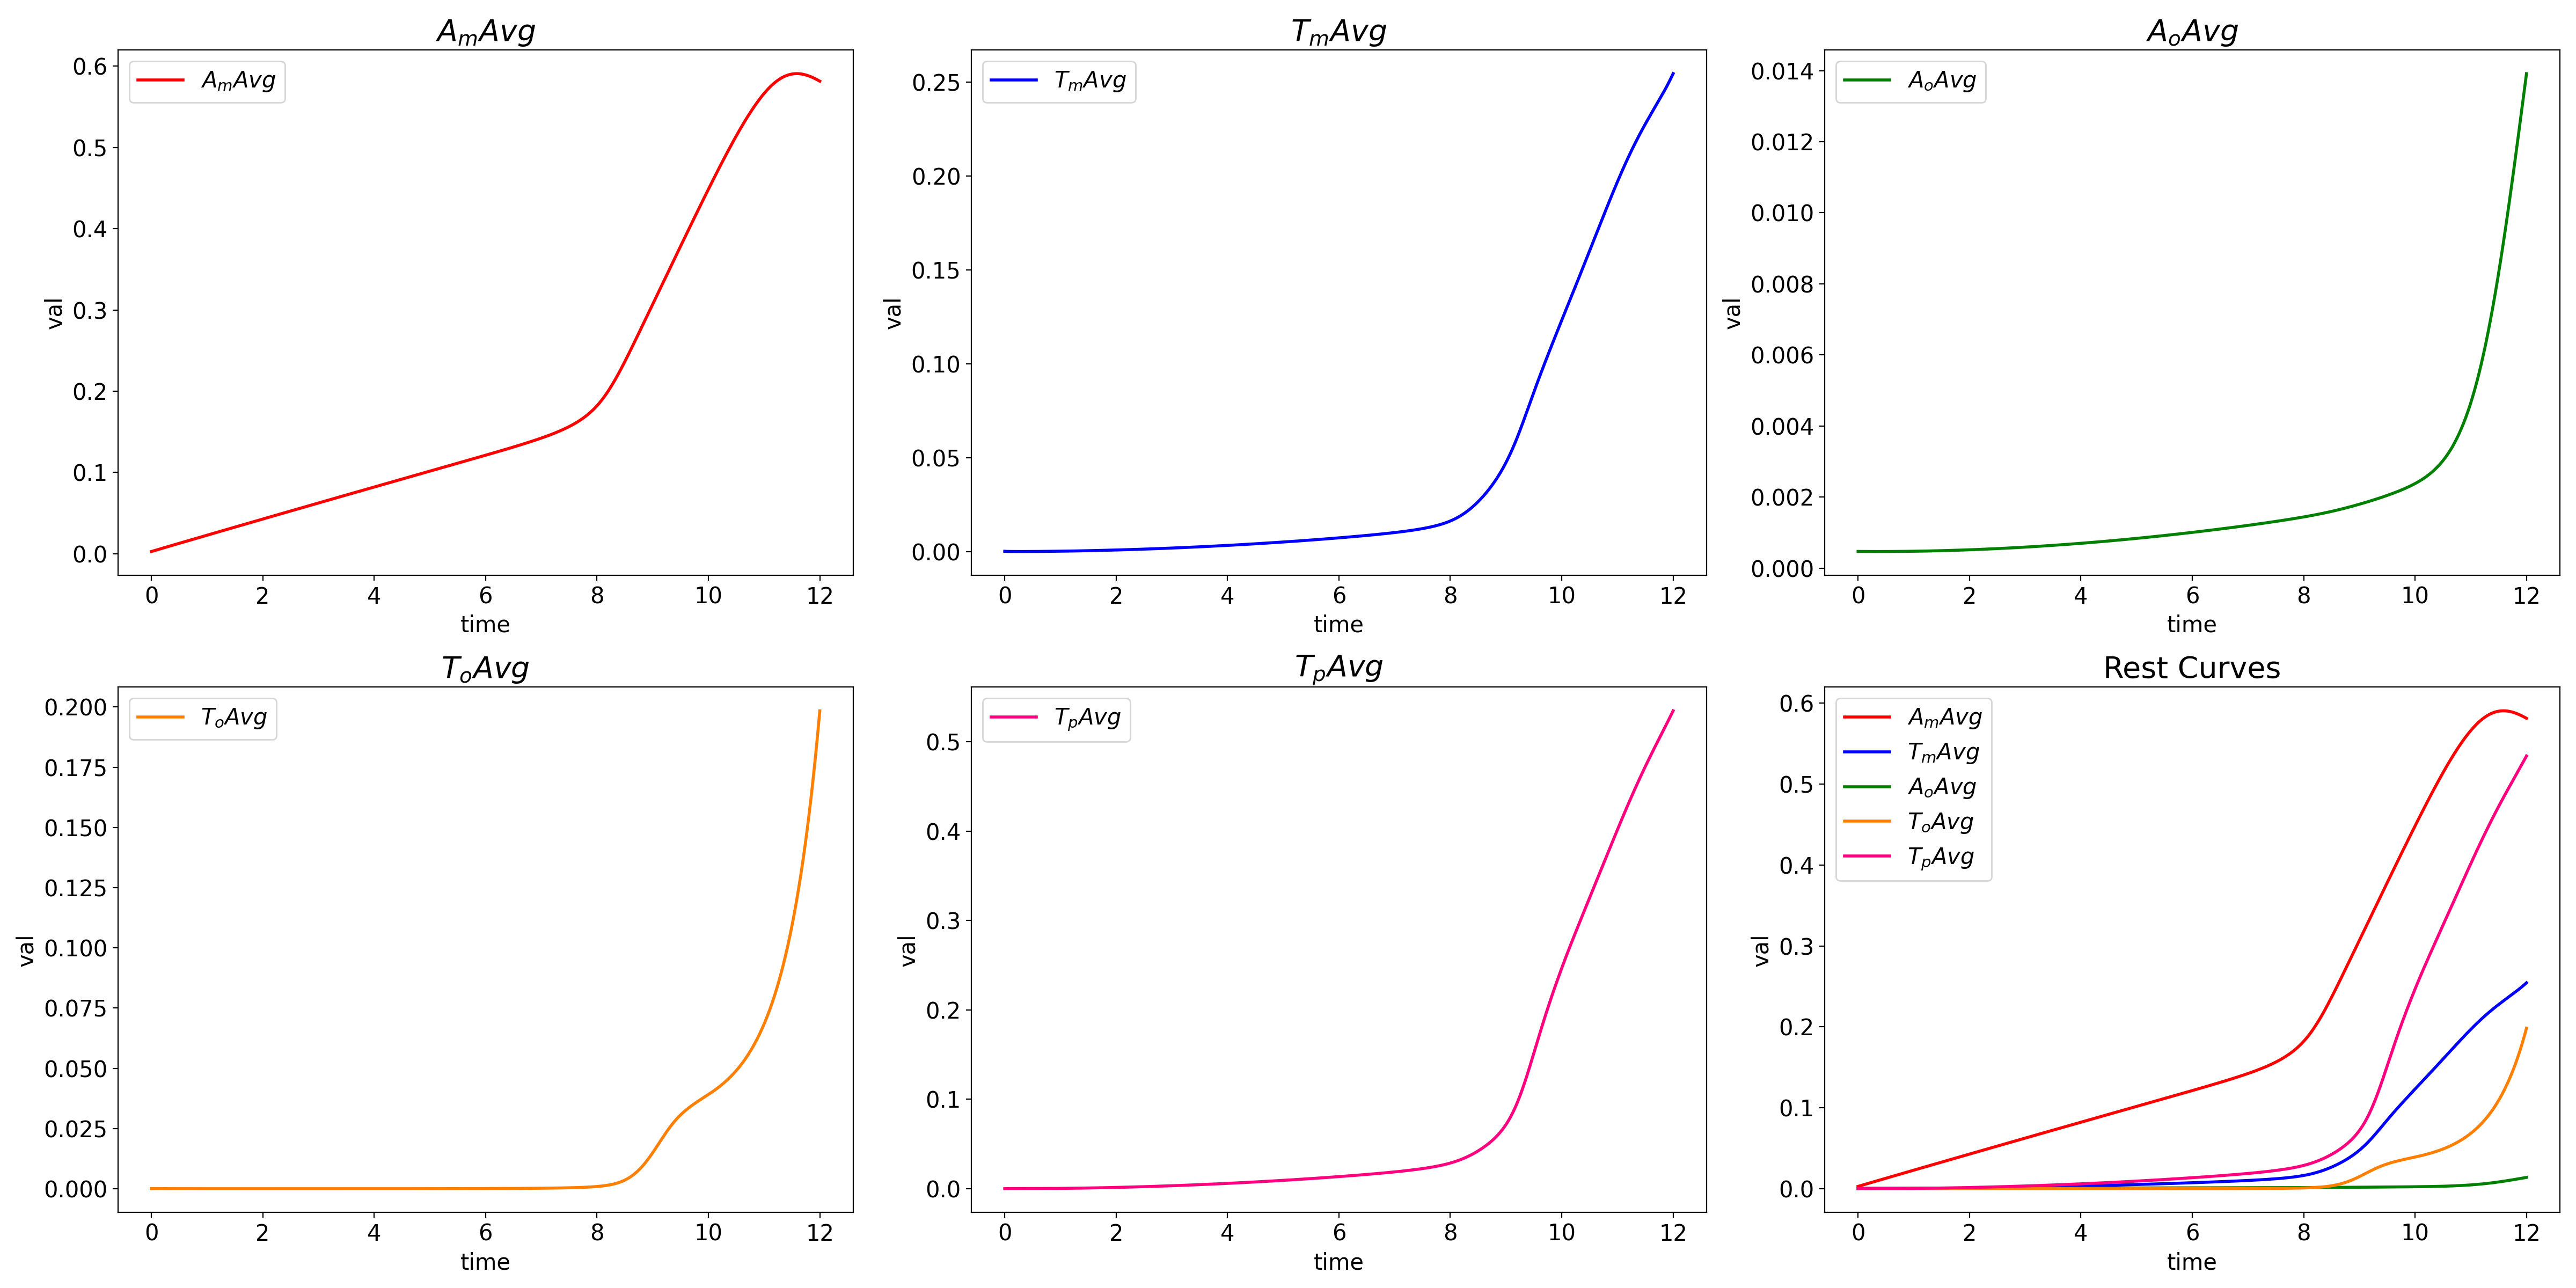 A_mAvg
A_mAvg
0.6
0.5
0.4
0.3
0.2
0.1
0.0
val
0 2 4 6 8 10 12
time
T_mAvg
T_mAvg
0.25
0.20
0.15
0.10
0.05
0.00
val
0 2 4 6 8 10 12
time
A_oAvg
A_oAvg
0.014
0.012
0.010
0.008
0.006
0.004
0.002
0.000
val
0 2 4 6 8 10 12
time
T_oAvg
T_oAvg
0.200
0.175
0.150
0.125
0.100
0.075
0.050
0.025
0.000
val
0 2 4 6 8 10 12
time
T_pAvg
T_pAvg
0.5
0.4
0.3
0.2
0.1
0.0
val
0 2 4 6 8 10 12
time
Rest Curves
A_mAvg
T_mAvg
A_oAvg
T_oAvg
T_pAvg
0.6
0.5
0.4
0.3
0.2
0.1
0.0
val
0 2 4 6 8 10 12
time